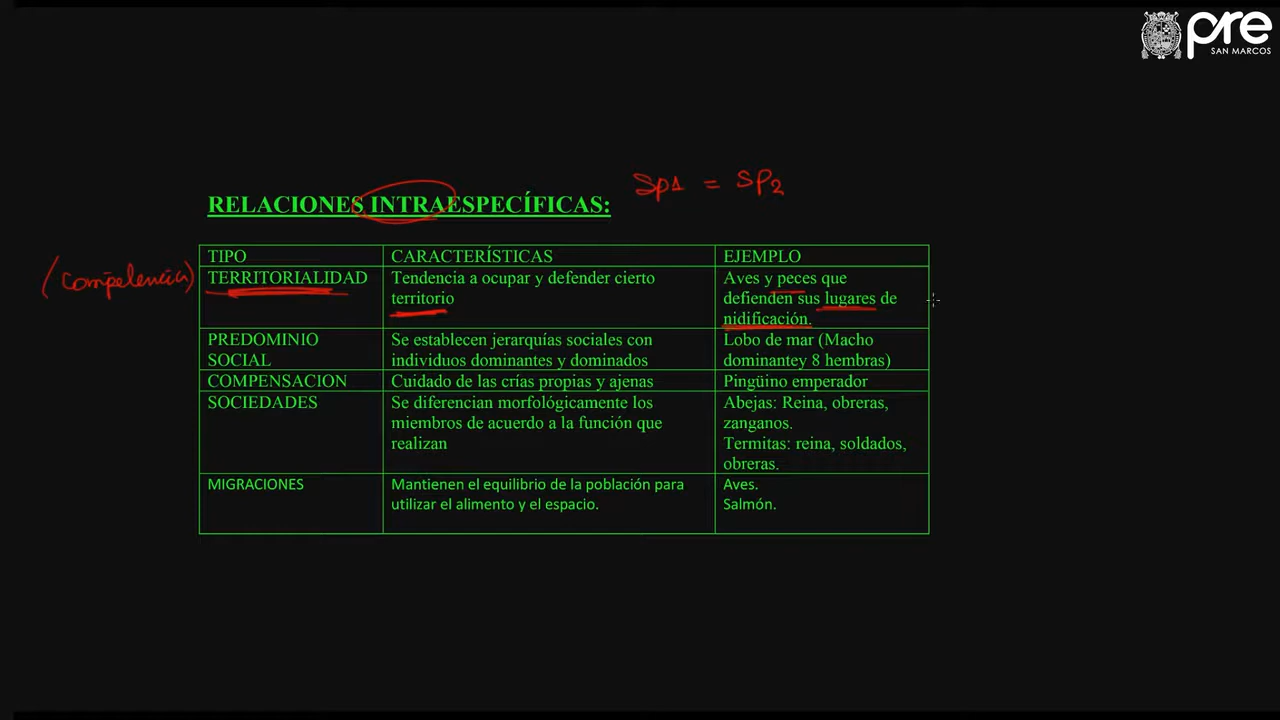 pre
SAN MARCOS
RELACIONES INTRAESPECÍFICAS:
Sp1 = SP2
(Competencia)
TIPO CARACTERÍSTICAS EJEMPLO
TERRITORIALIDAD Tendencia a ocupar y defender cierto Aves y peces que
territorio defienden sus lugares de
nidificación.
PREDOMINIO Se establecen jerarquías sociales con Lobo de mar (Macho
SOCIAL individuos dominantes y dominados dominantey 8 hembras)
COMPENSACION Cuidado de las crías propias y ajenas Pingüino emperador
SOCIEDADES Se diferencian morfológicamente los Abejas: Reina, obreras,
miembros de acuerdo a la función que zanganos.
realizan Termitas: reina, soldados,
obreras.
MIGRACIONES Mantienen el equilibrio de la población para Aves.
utilizar el alimento y el espacio. Salmón.